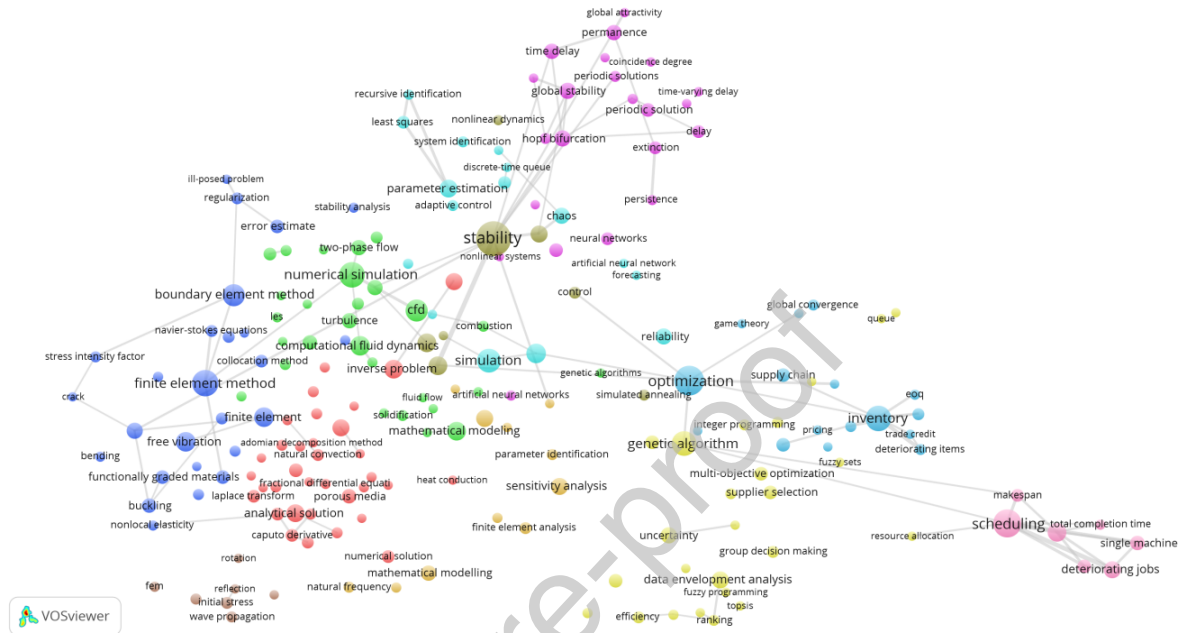 global attractivity
permanence
time delay
coincidence degree
periodic solutions
recursive identification
global stability
time-varying delay
least squares
nonlinear dynamics
periodic solution
system identification
hopf bifurcation
delay
extinction
discrete-time queue
ill-posed problem
parameter estimation
regularization
adaptive control
persistence
stability analysis
chaos
error estimate
stability
neural networks
two-phase flow
nonlinear systems
artificial neural network
numerical simulation
forecasting
boundary element method
control
global convergence
les
turbulence
cfd
game theory
queue
navier-stokes equations
combustion
reliability
computational fluid dynamics
stress intensity factor
collocation method
simulation
inverse problem
genetic algorithms
optimization
supply chain
finite element method
crack
fluid flow
artificial neural networks
simulated annealing
eoq
solidification
finite element
inventory
mathematical modeling
integer programming
pricing
trade credit
free vibration
adomian decomposition method
genetic algorithm
deteriorating items
natural convection
parameter identification
bending
fuzzy sets
functionally graded materials
heat conduction
multi-objective optimization
fractional differential equati
sensitivity analysis
supplier selection
laplace transform
porous media
makespan
buckling
analytical solution
nonlocal elasticity
finite element analysis
scheduling
total completion time
caputo derivative
uncertainty
resource allocation
single machine
group decision making
numerical solution
rotation
mathematical modelling
deteriorating jobs
data envelopment analysis
fem
reflection
natural frequency
fuzzy programming
initial stress
topsis
wave propagation
efficiency
ranking
VOSviewer
re-proof